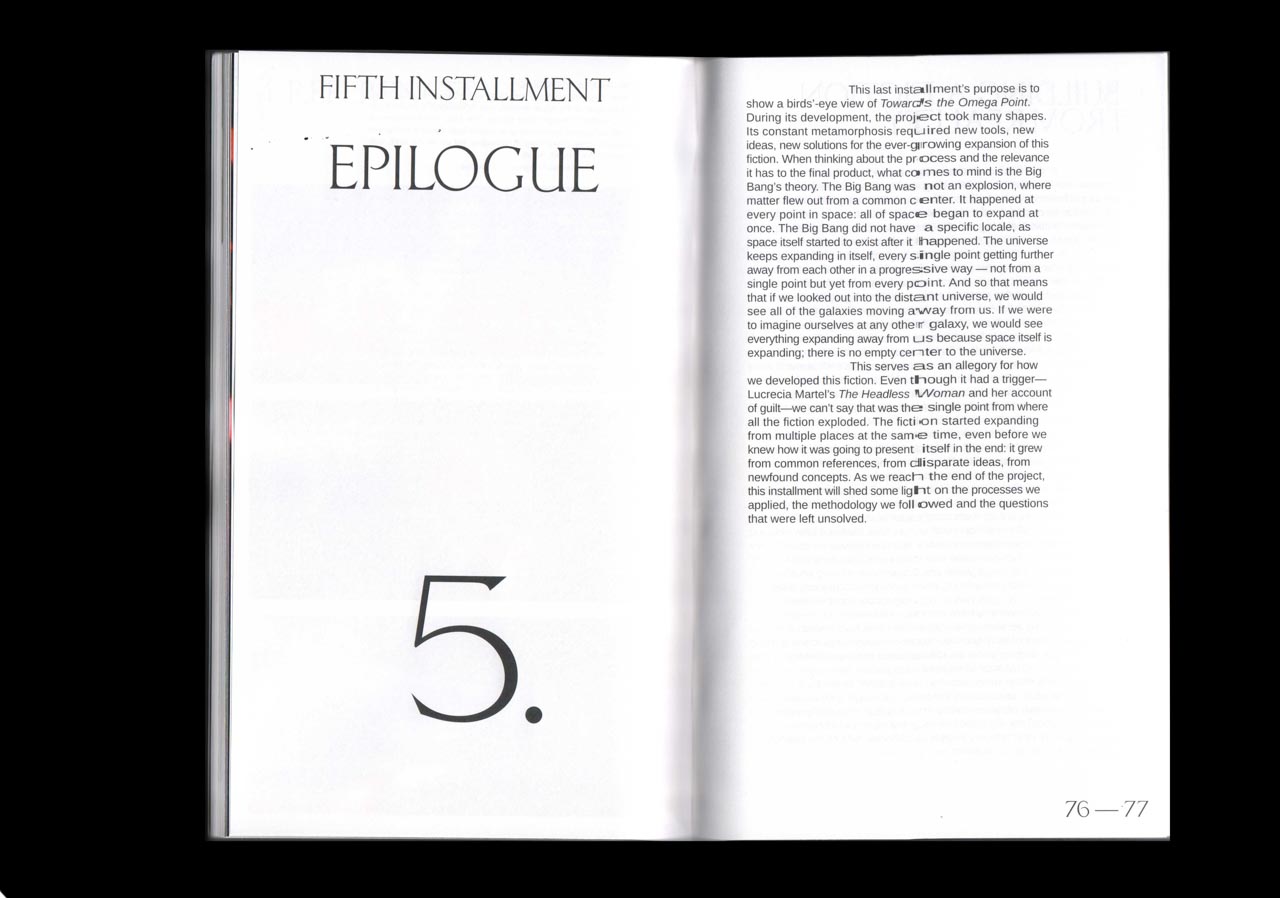 FIFTH INSTALLMENT
EPILOGUE
5.
This last installment's purpose is to
show a birds'-eye view of Towards the Omega Point.
During its development, the project took many shapes.
Its constant metamorphosis required new tools, new
ideas, new solutions for the ever-growing expansion of this
fiction. When thinking about the process and the relevance
it has to the final product, what comes to mind is the Big
Bang's theory. The Big Bang was not an explosion, where
matter flew out from a common center. It happened at
every point in space: all of space began to expand at
once. The Big Bang did not have a specific locale, as
space itself started to exist after it happened. The universe
keeps expanding in itself, every single point getting further
away from each other in a progressive way — not from a
single point but yet from every point. And so that means
that if we looked out into the distant universe, we would
see all of the galaxies moving away from us. If we were
to imagine ourselves at any other galaxy, we would see
everything expanding away from us because space itself is
expanding; there is no empty center to the universe.
This serves as an allegory for how
we developed this fiction. Even though it had a trigger—
Lucrecia Martel's The Headless Woman and her account
of guilt—we can't say that was the single point from where
all the fiction exploded. The fiction started expanding
from multiple places at the same time, even before we
knew how it was going to present itself in the end: it grew
from common references, from disparate ideas, from
newfound concepts. As we reach the end of the project,
this installment will shed some light on the processes we
applied, the methodology we followed and the questions
that were left unsolved.
76 — 77